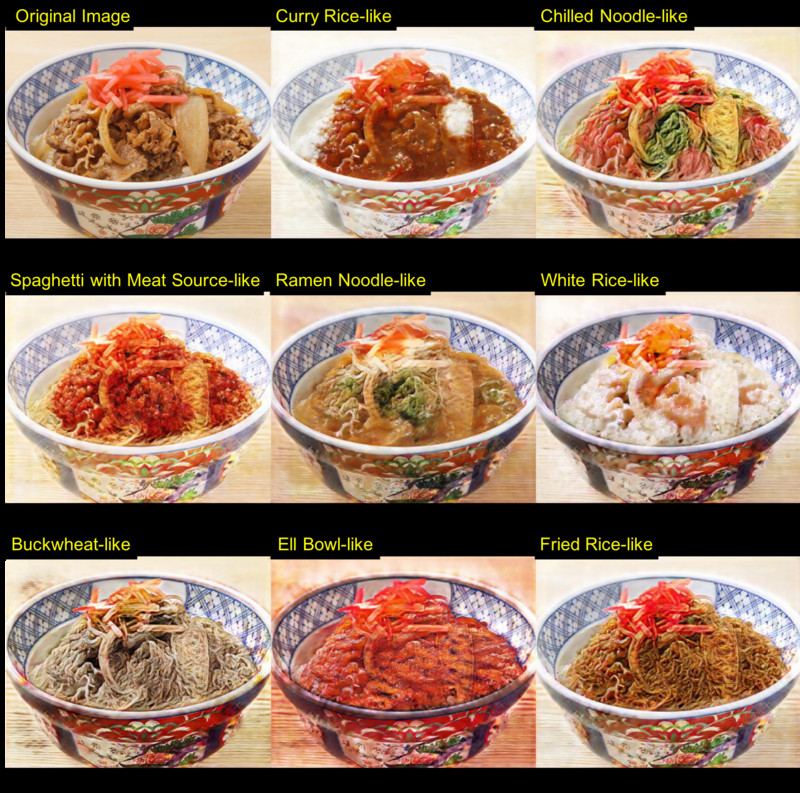 Original Image
Curry Rice-like
Chilled Noodle-like
Spaghetti with Meat Source-like
Ramen Noodle-like
White Rice-like
Buckwheat-like
Ell Bowl-like
Fried Rice-like